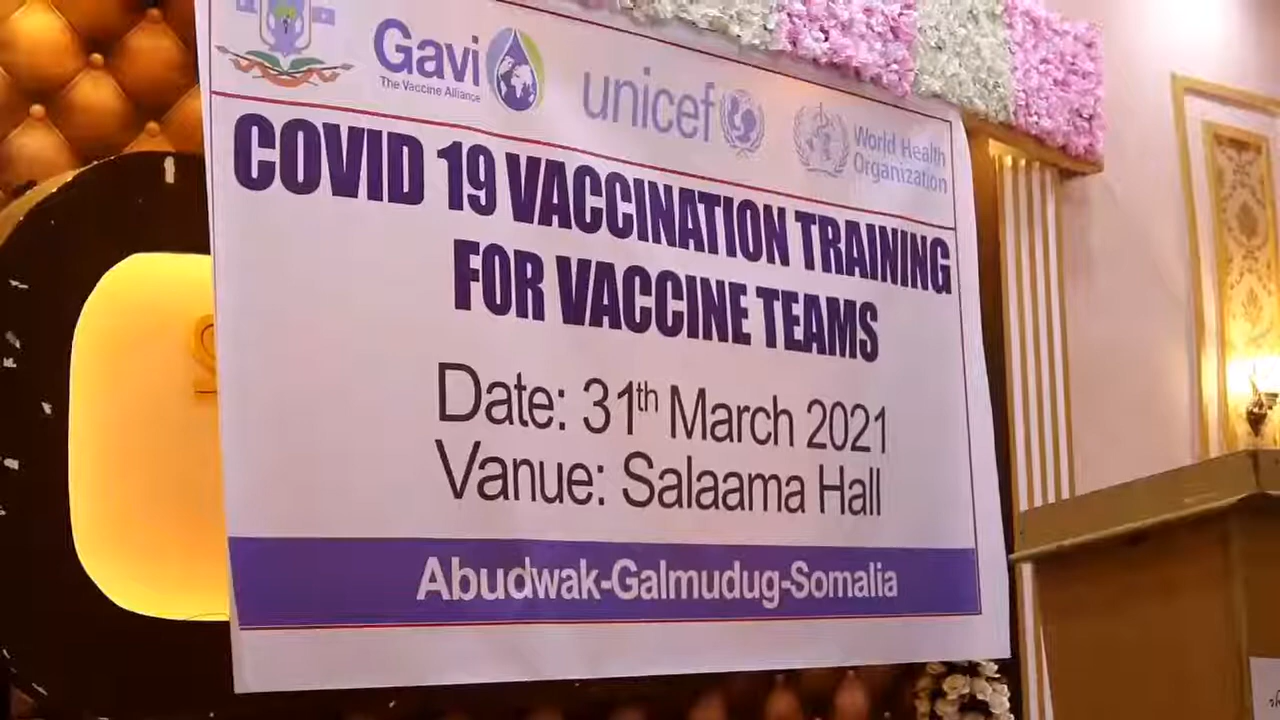 Gavi
The Vaccine Alliance
unicef
World Health
Organization
COVID 19 VACCINATION TRAINING
FOR VACCINE TEAMS
Date: 31th March 2021
Vanue: Salaama Hall
Abudwak-Galmudug-Somalia